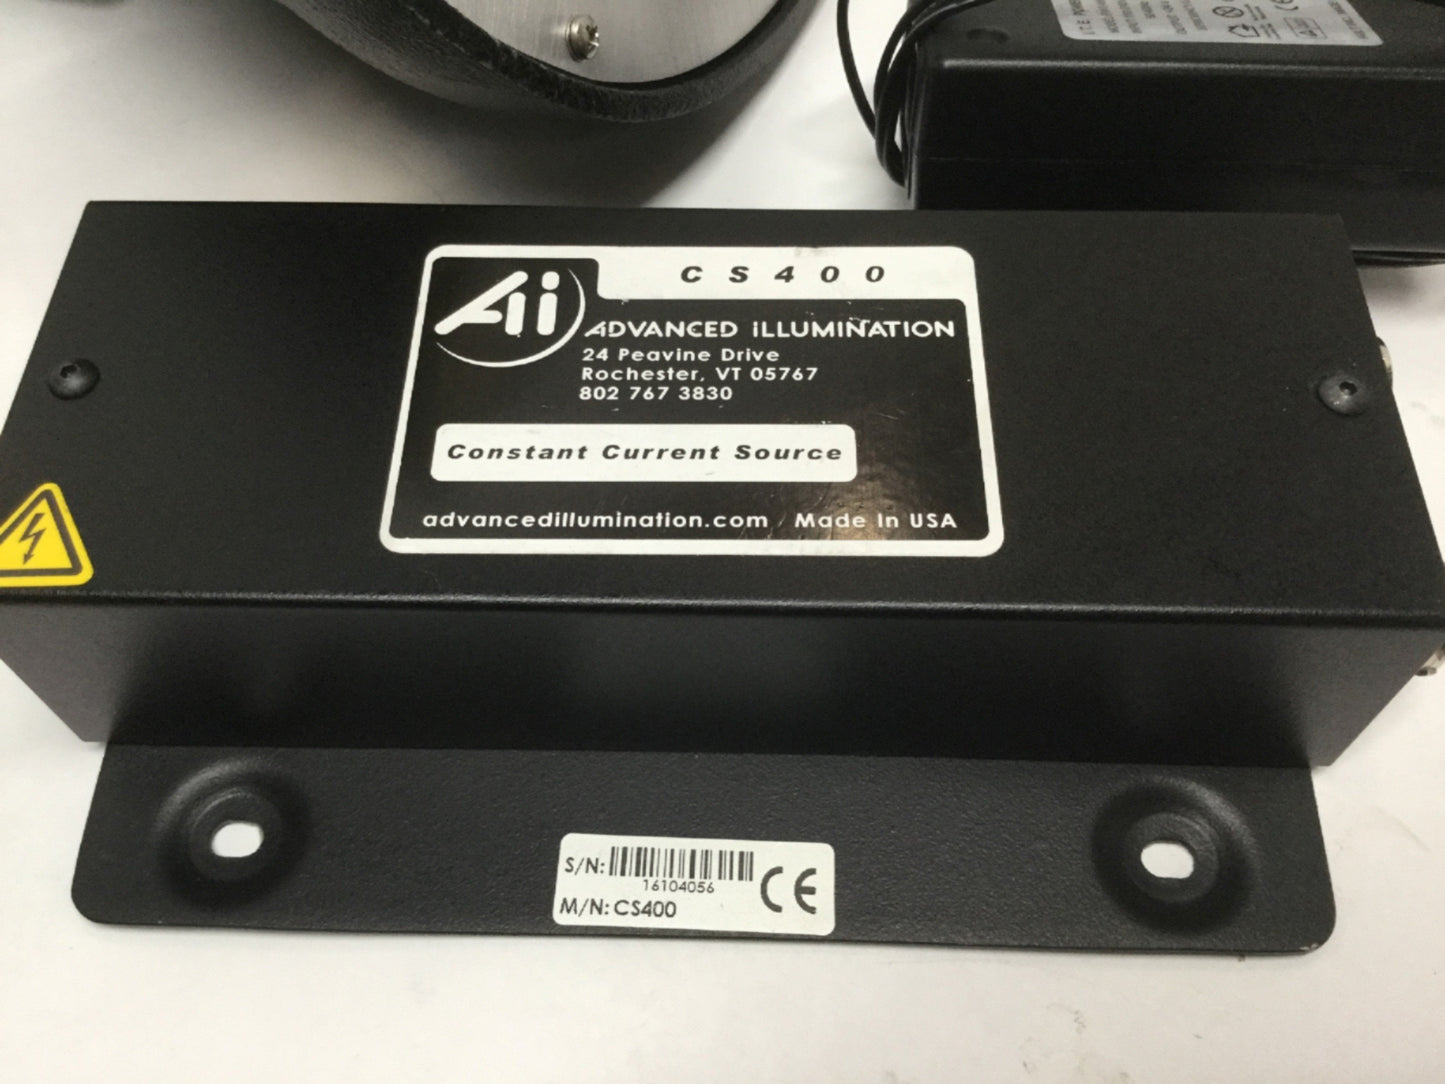 CS400
Ai
ADVANCED iLLUMINATION
24 Peavine Drive
Rochester, VT 05767
802 767 3830
Constant Current Source
advancedillumination.com Made In USA
S/N:
16104056
M/N: CS400
CE